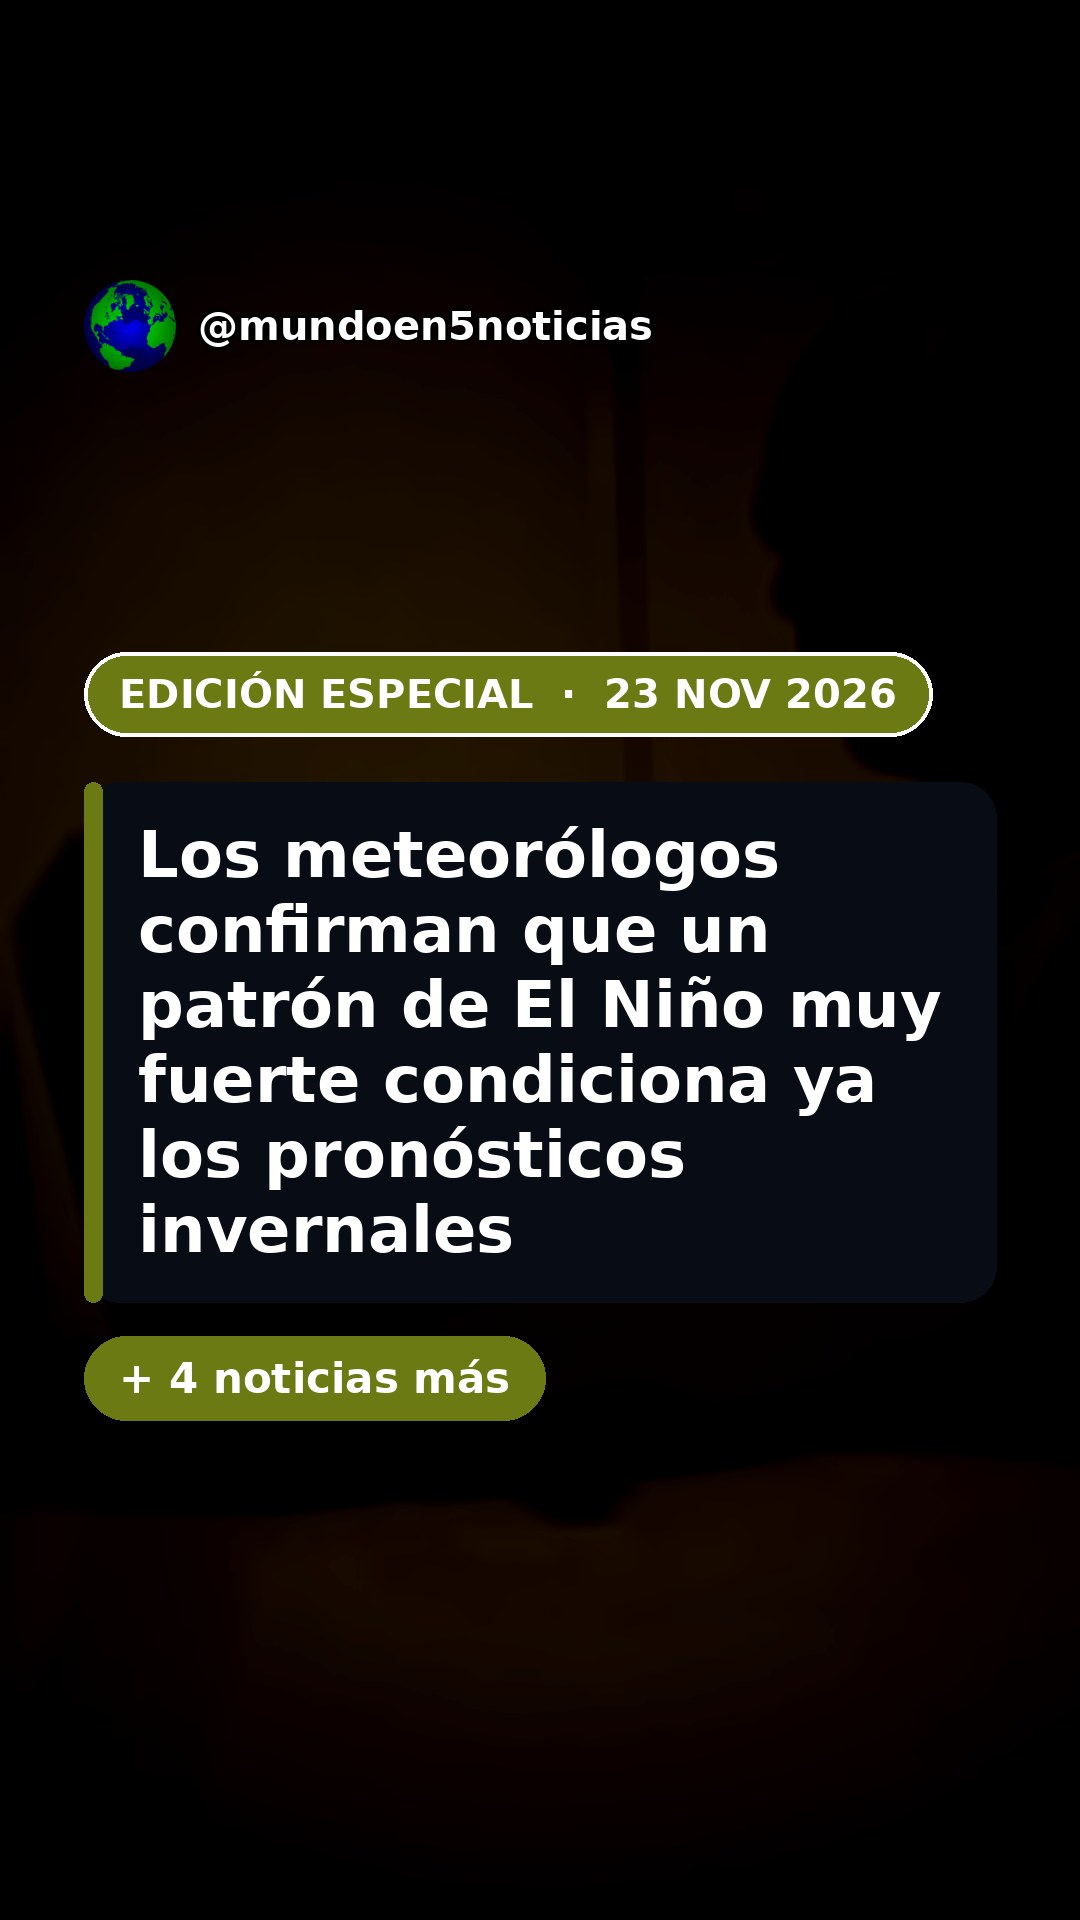 @mundoen5noticias
EDICIÓN ESPECIAL · 23 NOV 2026
Los meteorólogos
confirman que un
patrón de El Niño muy
fuerte condiciona ya
los pronósticos
invernales
+ 4 noticias más